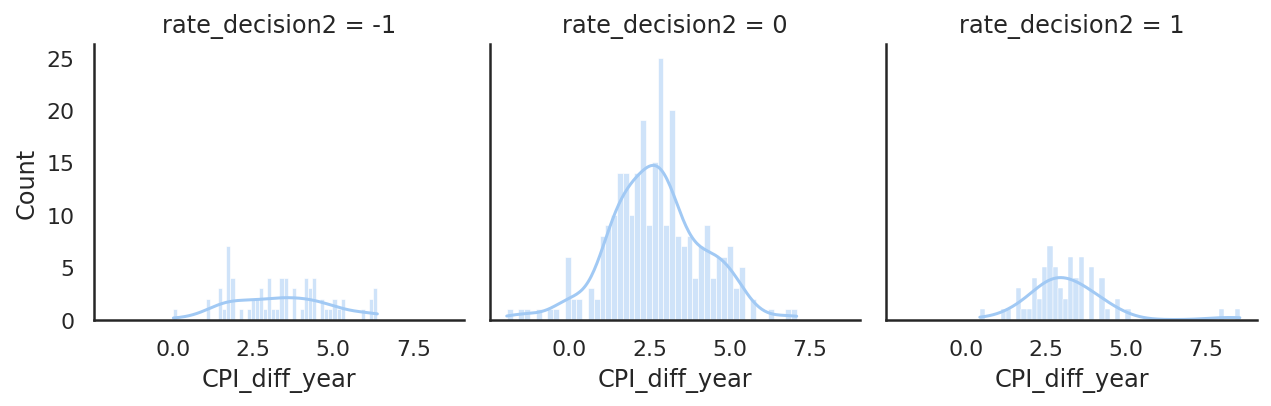 rate_decision2 = -1
rate_decision2 = 0
rate_decision2 = 1
Count
25
20
15
10
5
0
0.0 2.5 5.0 7.5
0.0 2.5 5.0 7.5
0.0 2.5 5.0 7.5
CPI_diff_year
CPI_diff_year
CPI_diff_year